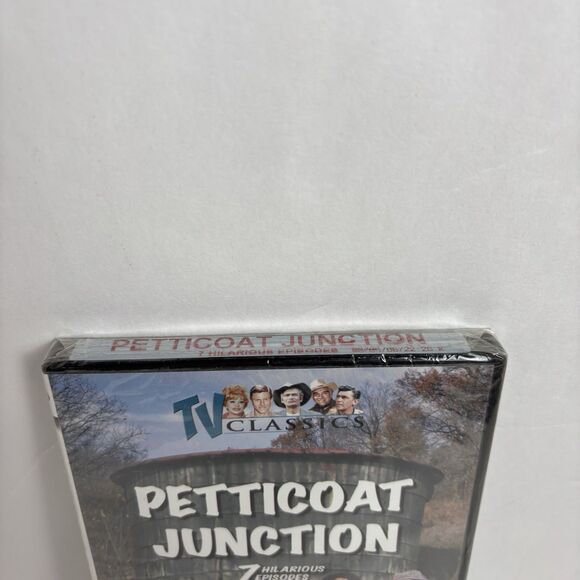 PETTICOAT JUNCTION
7 HILARIOUS EPISODES
TV CLASSICS
PETTICOAT
JUNCTION
7 HILARIOUS
EPISODES